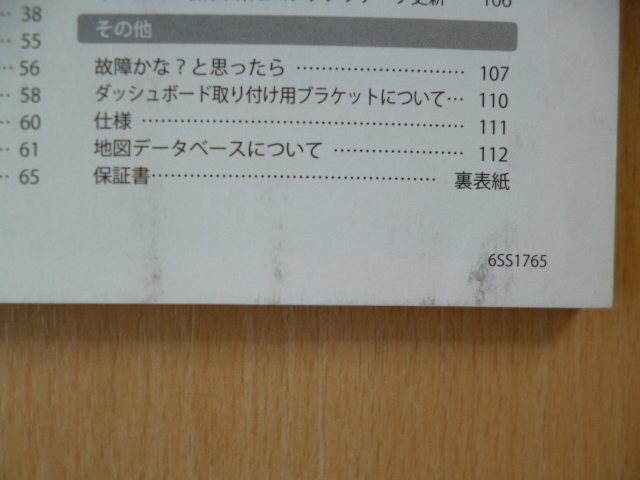 38
55
56
58
60
61
65
更新 106
その他
故障かな？と思ったら ………………………… 107
ダッシュボード取り付け用ブラケットについて… 110
仕様 ………………………………………………… 111
地図データベースについて …………………… 112
保証書………………………………………… 裏表紙
6SS1765